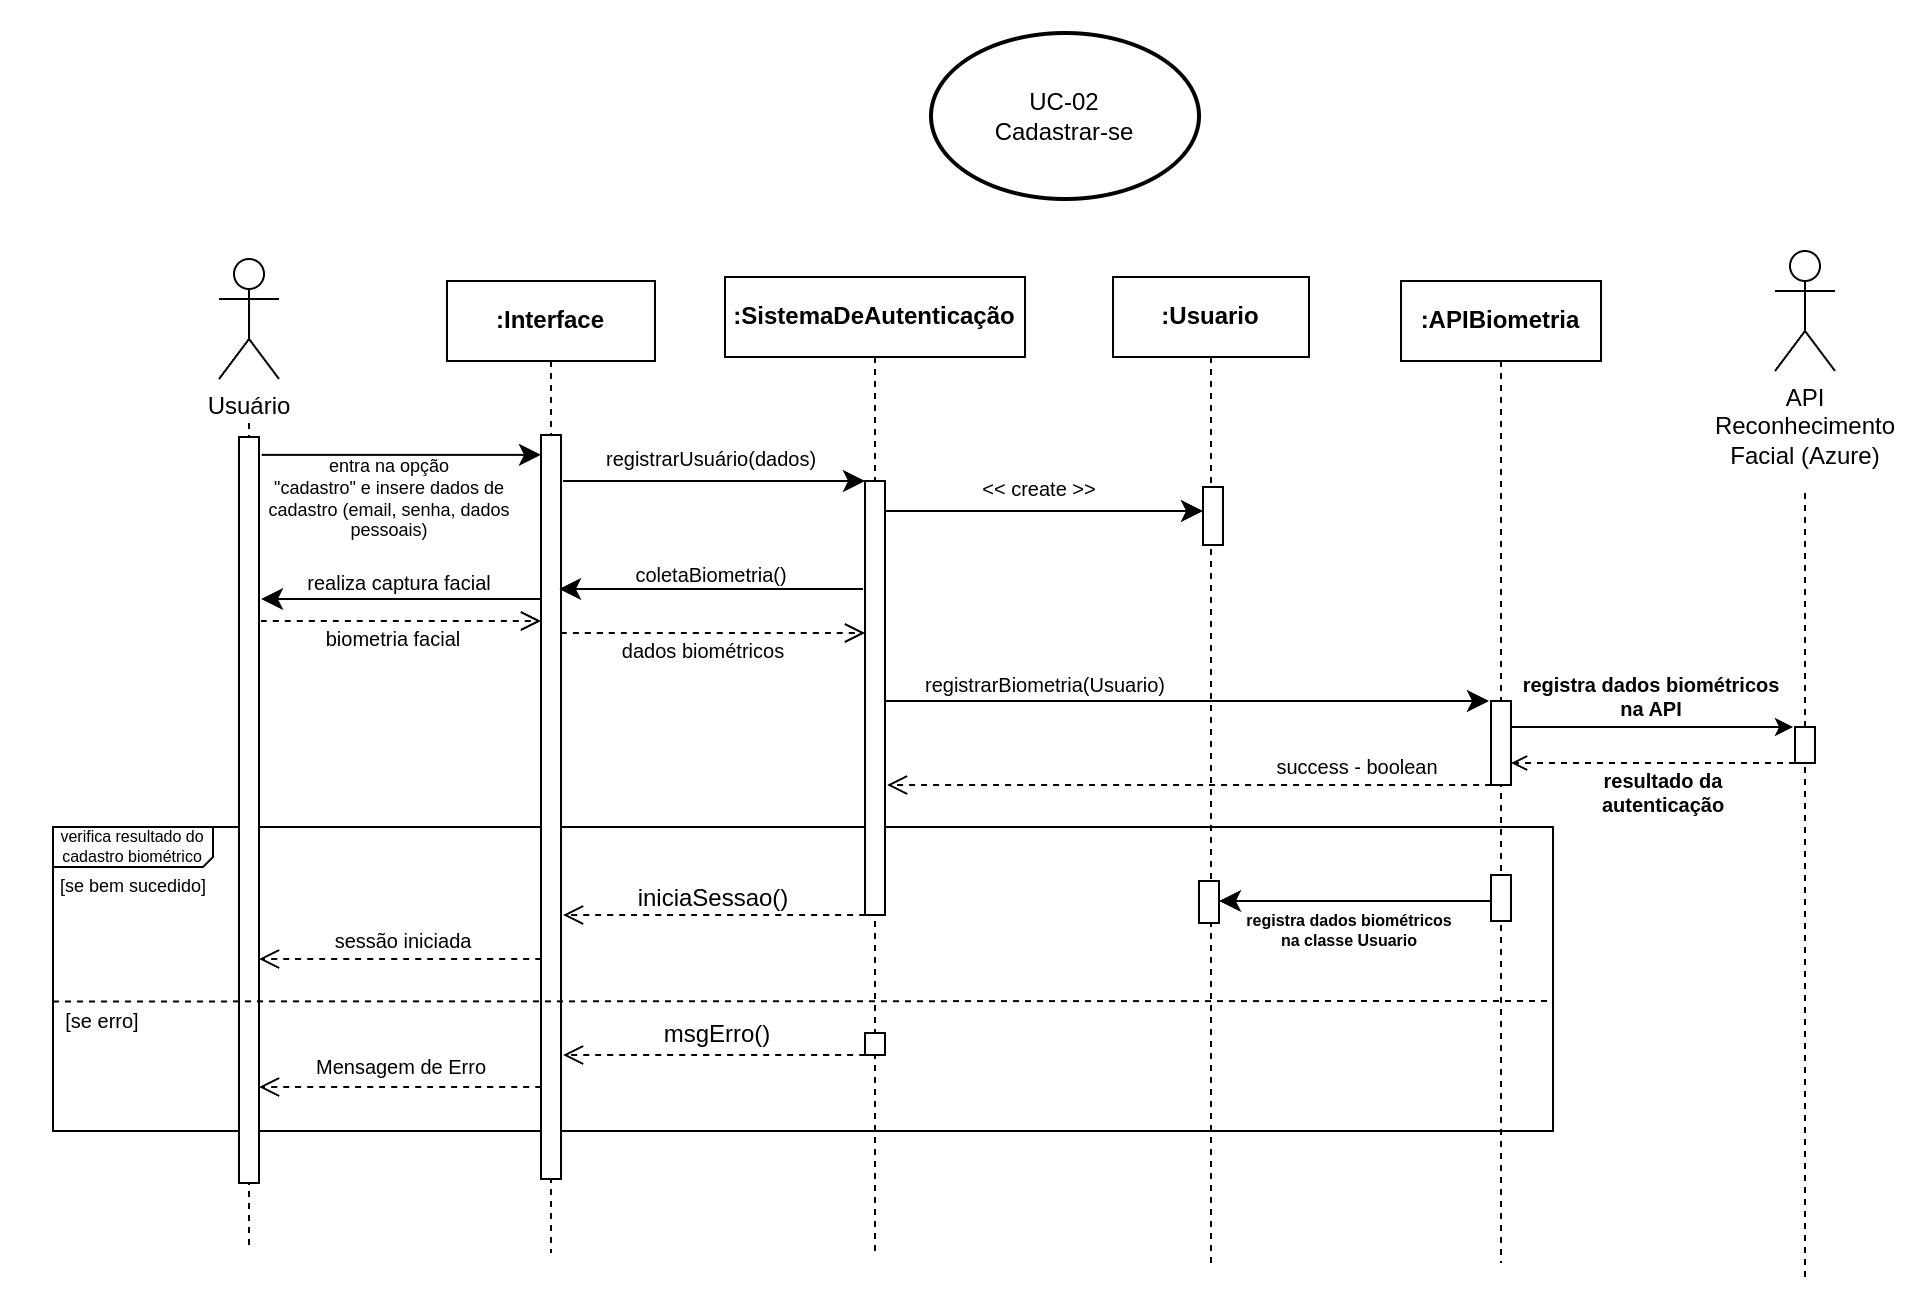 UC-02
Cadastrar-se
Usuário
:Interface
:SistemaDeAutenticação
:Usuario
:APIBiometria
API
Reconhecimento
Facial (Azure)
entra na opção
"cadastro" e insere dados de
cadastro (email, senha, dados
pessoais)
registrarUsuário(dados)
<< create >>
realiza captura facial
coletaBiometria()
biometria facial
dados biométricos
registrarBiometria(Usuario)
registra dados biométricos
na API
success - boolean
resultado da
autenticação
verifica resultado do
cadastro biométrico
[se bem sucedido]
iniciaSessao()
registra dados biométricos
na classe Usuario
sessão iniciada
[se erro]
msgErro()
Mensagem de Erro